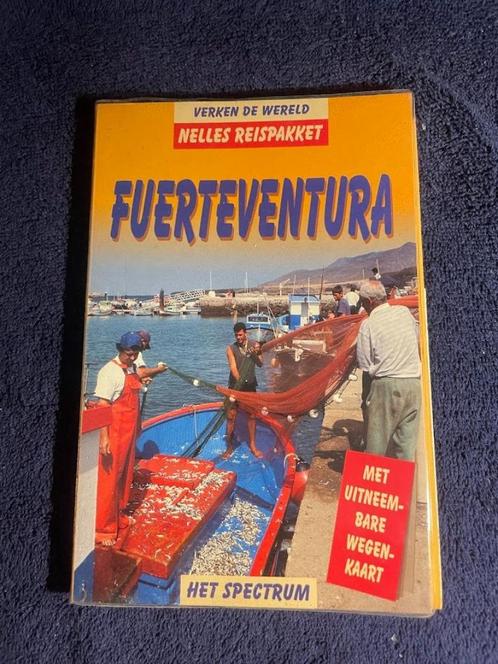 VERKEN DE WERELD
NELLES REISPAKKET
FUERTEVENTURA
MET
UITNEEM-
BARE
WEGEN-
KAART
HET SPECTRUM